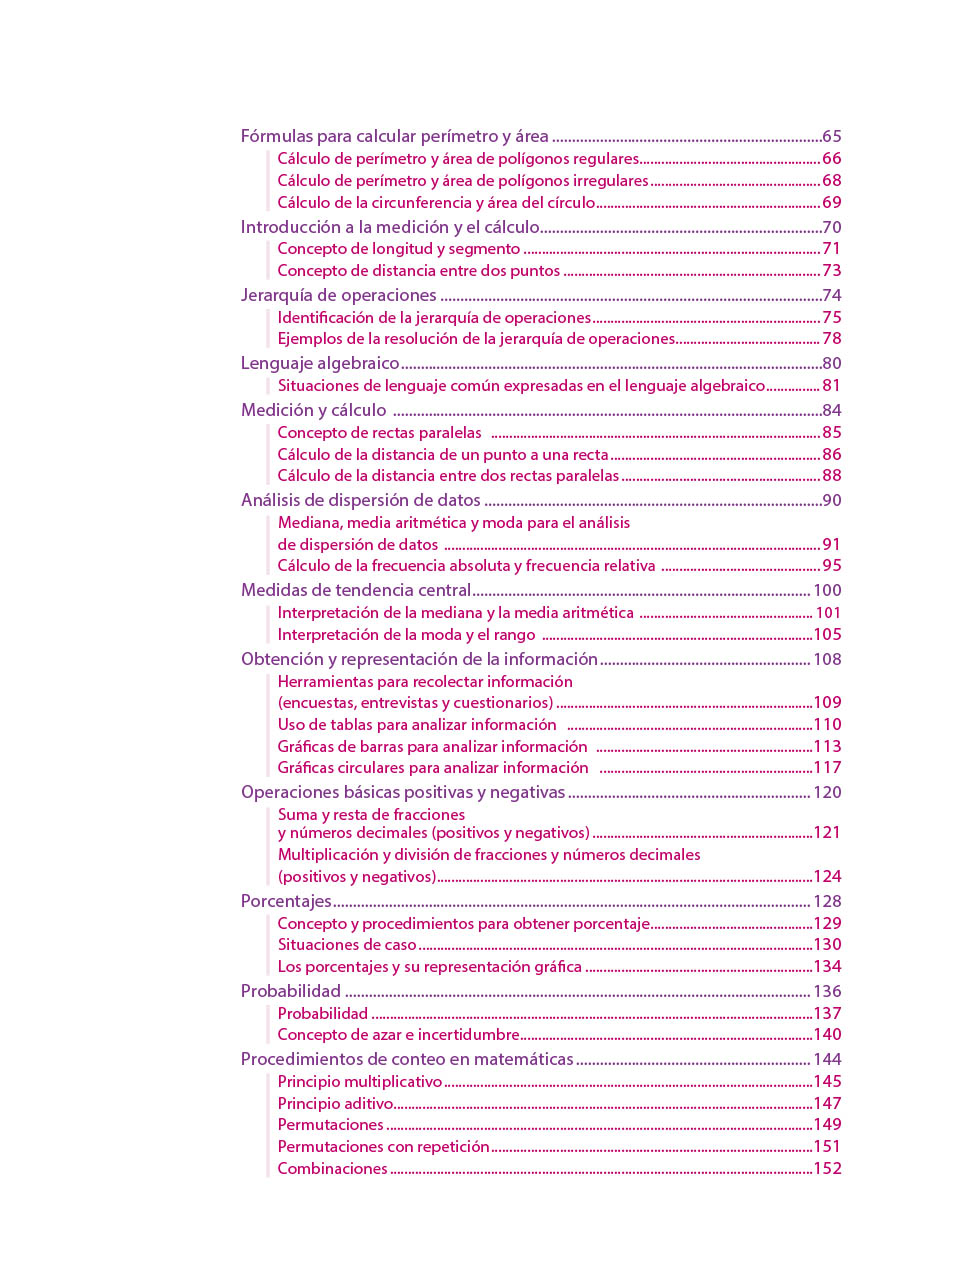 Fórmulas para calcular perímetro y área ....................................................................65
Cálculo de perímetro y área de polígonos regulares.................................................. 66
Cálculo de perímetro y área de polígonos irregulares ............................................... 68
Cálculo de la circunferencia y área del círculo.............................................................. 69
Introducción a la medición y el cálculo.......................................................................70
Concepto de longitud y segmento .................................................................................. 71
Concepto de distancia entre dos puntos ....................................................................... 73
Jerarquía de operaciones ................................................................................................74
Identificación de la jerarquía de operaciones............................................................... 75
Ejemplos de la resolución de la jerarquía de operaciones........................................ 78
Lenguaje algebraico..........................................................................................................80
Situaciones de lenguaje común expresadas en el lenguaje algebraico............... 81
Medición y cálculo ............................................................................................................84
Concepto de rectas paralelas ........................................................................................... 85
Cálculo de la distancia de un punto a una recta.......................................................... 86
Cálculo de la distancia entre dos rectas paralelas ....................................................... 88
Análisis de dispersión de datos .....................................................................................90
Mediana, media aritmética y moda para el análisis
de dispersión de datos ........................................................................................................ 91
Cálculo de la frecuencia absoluta y frecuencia relativa ............................................ 95
Medidas de tendencia central..................................................................................... 100
Interpretación de la mediana y la media aritmética ................................................ 101
Interpretación de la moda y el rango ...........................................................................105
Obtención y representación de la información..................................................... 108
Herramientas para recolectar información
(encuestas, entrevistas y cuestionarios) .......................................................................109
Uso de tablas para analizar información ....................................................................110
Gráficas de barras para analizar información ............................................................113
Gráficas circulares para analizar información ...........................................................117
Operaciones básicas positivas y negativas ............................................................. 120
Suma y resta de fracciones
y números decimales (positivos y negativos) .............................................................121
Multiplicación y división de fracciones y números decimales
(positivos y negativos)........................................................................................................124
Porcentajes........................................................................................................................ 128
Concepto y procedimientos para obtener porcentaje.............................................129
Situaciones de caso .............................................................................................................130
Los porcentajes y su representación gráfica ...............................................................134
Probabilidad ..................................................................................................................... 136
Probabilidad ..........................................................................................................................137
Concepto de azar e incertidumbre.................................................................................140
Procedimientos de conteo en matemáticas ........................................................... 144
Principio multiplicativo ......................................................................................................145
Principio aditivo....................................................................................................................147
Permutaciones ......................................................................................................................149
Permutaciones con repetición.........................................................................................151
Combinaciones .....................................................................................................................152